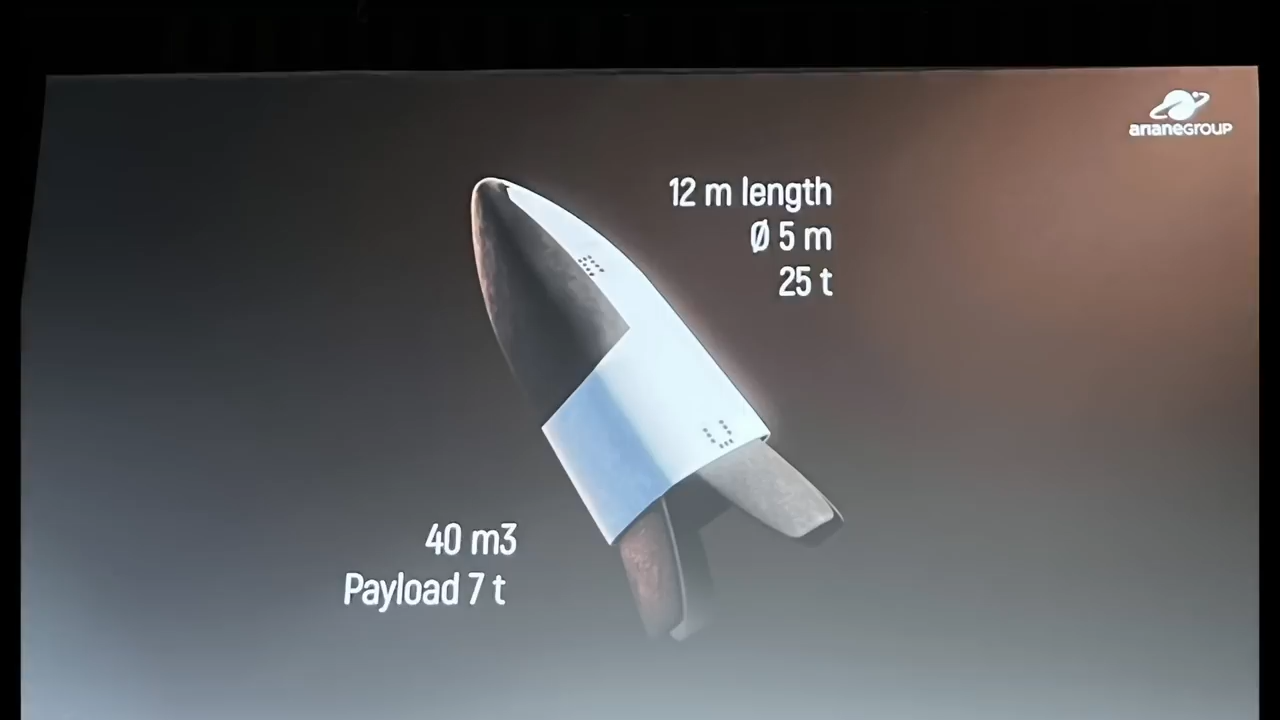 arianeGROUP
12 m length
Ø 5 m
25 t
40 m3
Payload 7 t